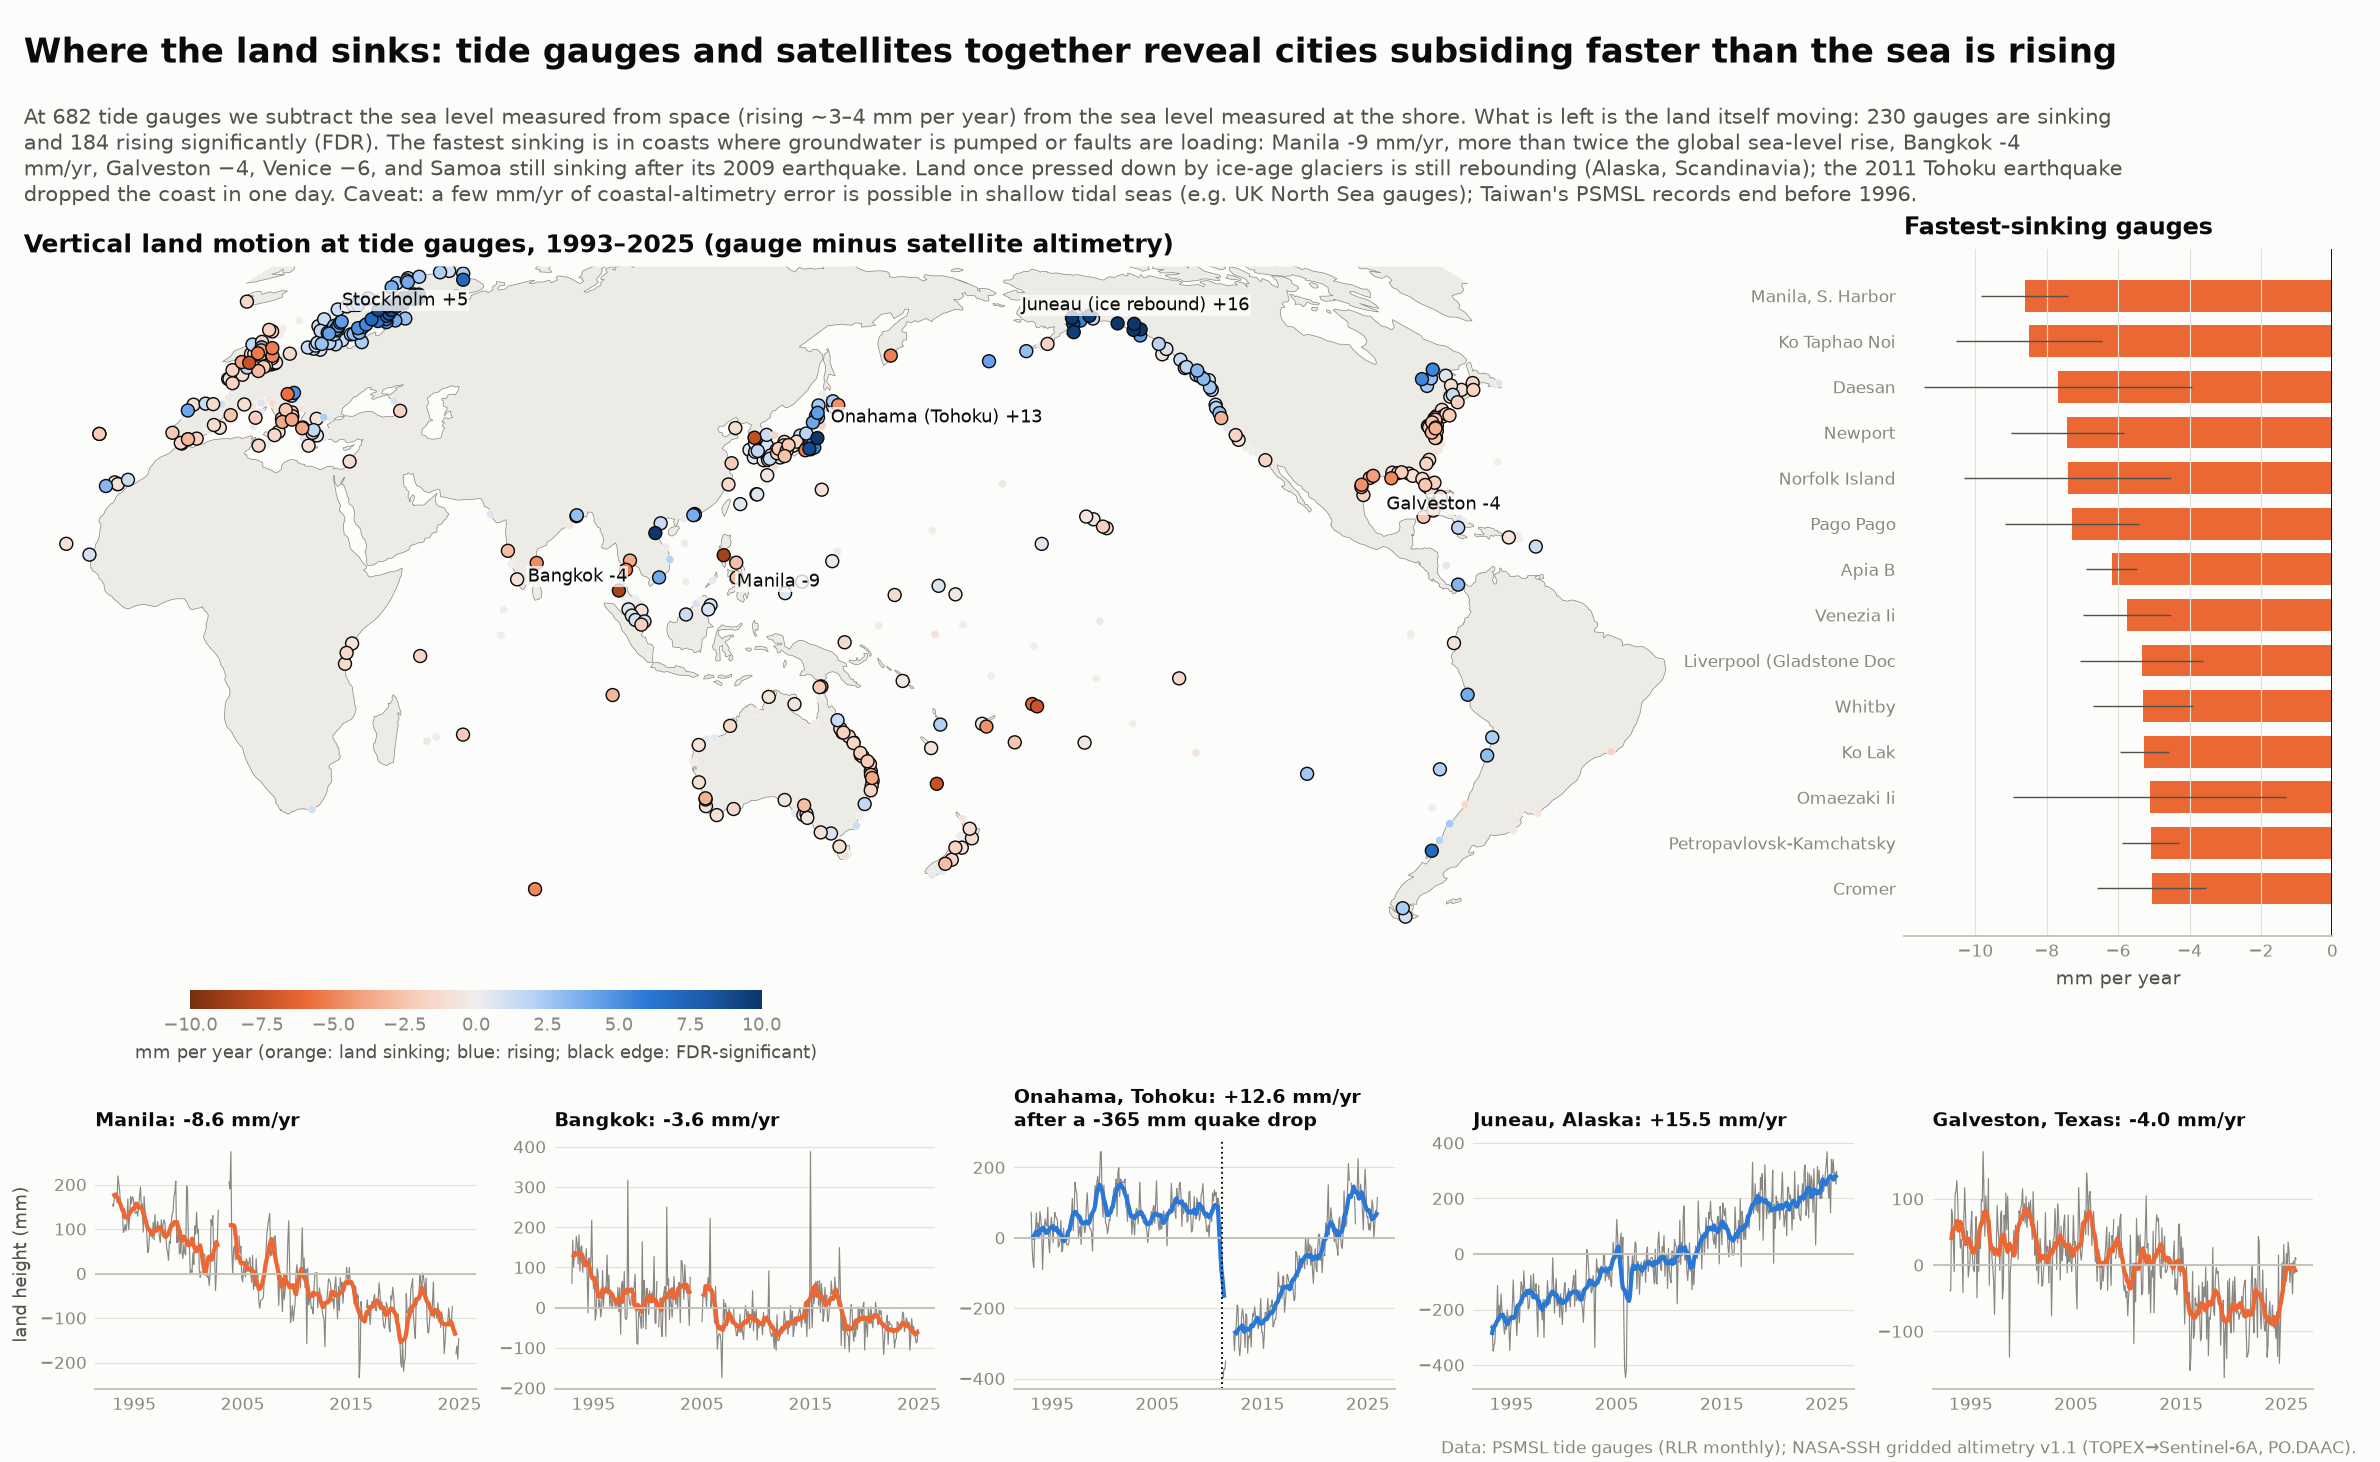 Where the land sinks: tide gauges and satellites together reveal cities subsiding faster than the sea is rising
At 682 tide gauges we subtract the sea level measured from space (rising ~3–4 mm per year) from the sea level measured at the shore. What is left is the land itself moving: 230 gauges are sinking
and 184 rising significantly (FDR). The fastest sinking is in coasts where groundwater is pumped or faults are loading: Manila -9 mm/yr, more than twice the global sea-level rise, Bangkok -4
mm/yr, Galveston −4, Venice −6, and Samoa still sinking after its 2009 earthquake. Land once pressed down by ice-age glaciers is still rebounding (Alaska, Scandinavia); the 2011 Tohoku earthquake
dropped the coast in one day. Caveat: a few mm/yr of coastal-altimetry error is possible in shallow tidal seas (e.g. UK North Sea gauges); Taiwan's PSMSL records end before 1996.
Vertical land motion at tide gauges, 1993–2025 (gauge minus satellite altimetry)
Stockholm +5
Juneau (ice rebound) +16
Onahama (Tohoku) +13
Galveston -4
Bangkok -4
Manila -9
−10.0 −7.5 −5.0 −2.5 0.0 2.5 5.0 7.5 10.0
mm per year (orange: land sinking; blue: rising; black edge: FDR-significant)
Fastest-sinking gauges
Manila, S. Harbor
Ko Taphao Noi
Daesan
Newport
Norfolk Island
Pago Pago
Apia B
Venezia Ii
Liverpool (Gladstone Doc
Whitby
Ko Lak
Omaezaki Ii
Petropavlovsk-Kamchatsky
Cromer
−10 −8 −6 −4 −2 0
mm per year
Manila: -8.6 mm/yr
land height (mm)
200
100
0
−100
−200
1995 2005 2015 2025
Bangkok: -3.6 mm/yr
400
300
200
100
0
−100
−200
1995 2005 2015 2025
Onahama, Tohoku: +12.6 mm/yr
after a -365 mm quake drop
200
0
−200
−400
1995 2005 2015 2025
Juneau, Alaska: +15.5 mm/yr
400
200
0
−200
−400
1995 2005 2015 2025
Galveston, Texas: -4.0 mm/yr
100
0
−100
1995 2005 2015 2025
Data: PSMSL tide gauges (RLR monthly); NASA-SSH gridded altimetry v1.1 (TOPEX→Sentinel-6A, PO.DAAC).